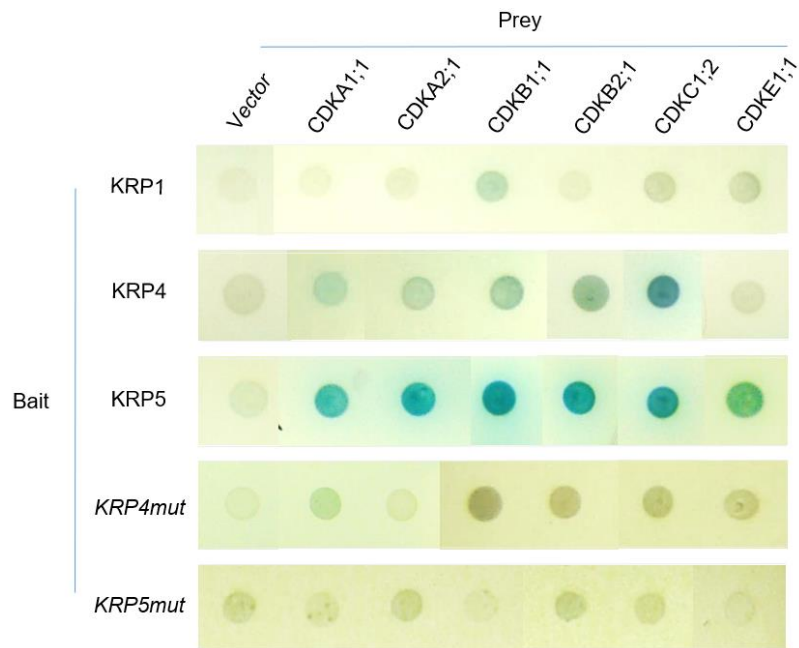 Prey
Vector
CDKA1;1
CDKA2;1
CDKB1;1
CDKB2;1
CDKC1;2
CDKE1;1
KRP1
KRP4
Bait
KRP5
KRP4mut
KRP5mut